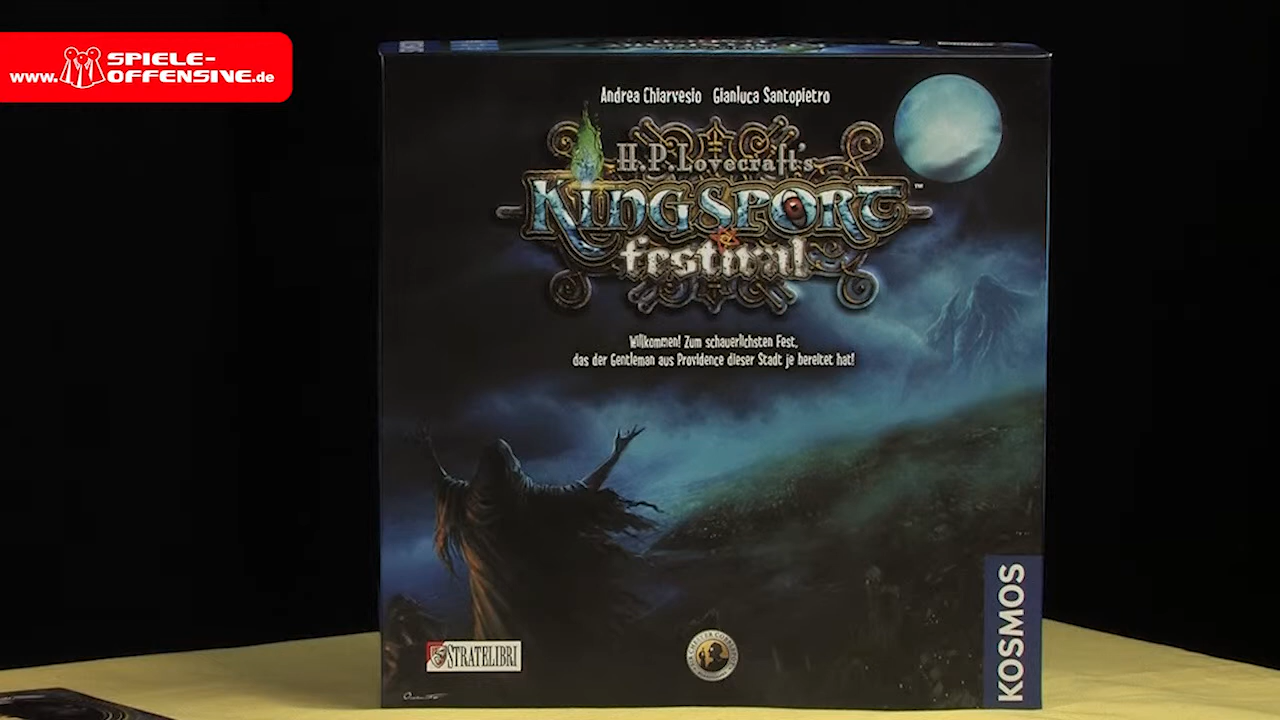 www.
SPIELE-
OFFENSIVE.de
Andrea Chiarvesio Gianluca Santopietro
H.P. Lovecraft's
KINGSPORT™
festival
Willkommen! Zum schauerlichsten Fest,
das der Gentleman aus Providence dieser Stadt je bereitet hat!
STRATELIBRI
KOSMOS